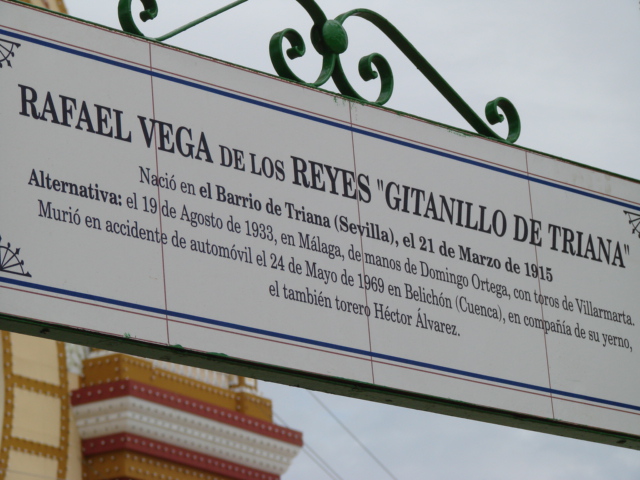 RAFAEL VEGA DE LOS REYES "GITANILLO DE TRIANA"
Nació en el Barrio de Triana (Sevilla), el 21 de Marzo de 1915
Alternativa: el 19 de Agosto de 1933, en Málaga, de manos de Domingo Ortega, con toros de Villarmarta.
Murió en accidente de automóvil el 24 de Mayo de 1969 en Belichón (Cuenca), en compañía de su yerno,
el también torero Héctor Álvarez.